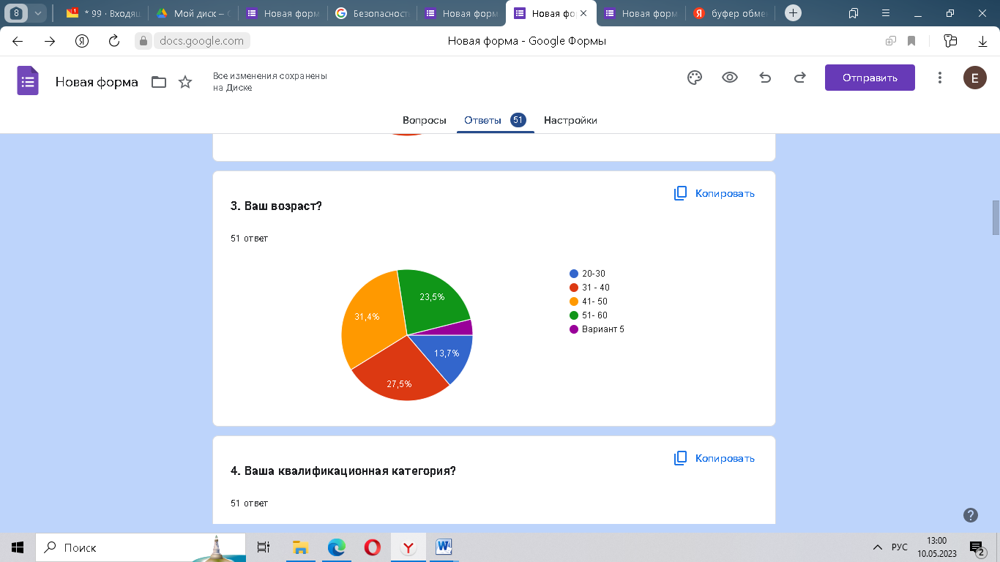 8
* 99 · Входящ
Мой диск –
Новая форм
Безопасност
Новая форм
Новая фо
Новая форм
буфер обме
docs.google.com
Новая форма - Google Формы
Новая форма
Все изменения сохранены
на Диске
Отправить
E
Вопросы
Ответы 51
Настройки
Копировать
3. Ваш возраст?
51 ответ
20-30
31 - 40
41- 50
51- 60
Вариант 5
23,5%
31,4%
13,7%
27,5%
Копировать
4. Ваша квалификационная категория?
51 ответ
Поиск
РУС
13:00
10.05.2023
2